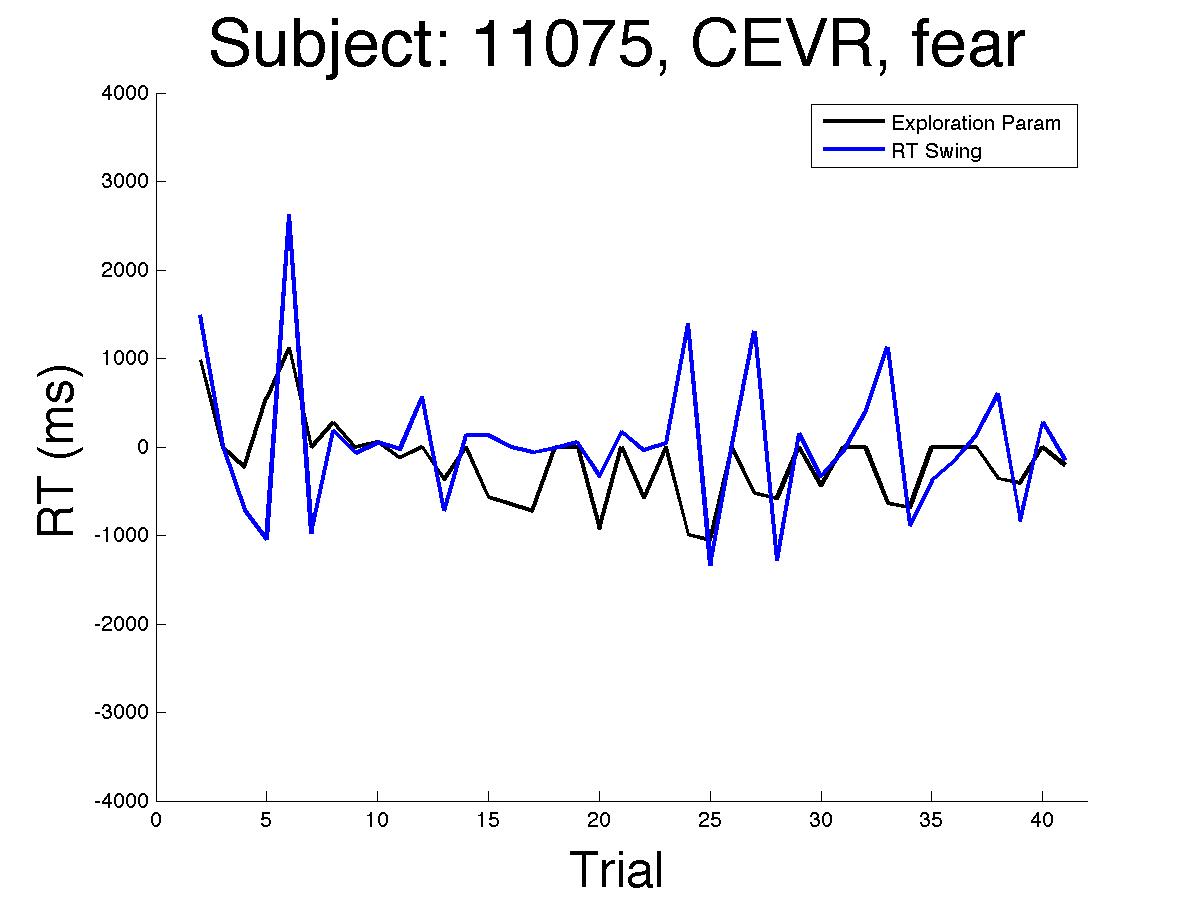 Subject: 11075, CEVR, fear
Exploration Param
RT Swing
RT (ms)
4000
3000
2000
1000
0
-1000
-2000
-3000
-4000
0 5 10 15 20 25 30 35 40
Trial